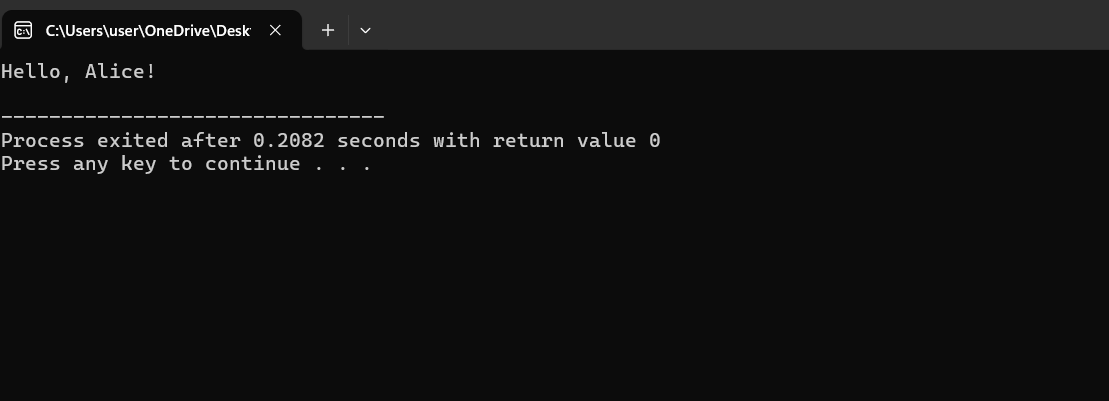 C:\Users\user\OneDrive\Desk
Hello, Alice!
--------------------------------
Process exited after 0.2082 seconds with return value 0
Press any key to continue . . .